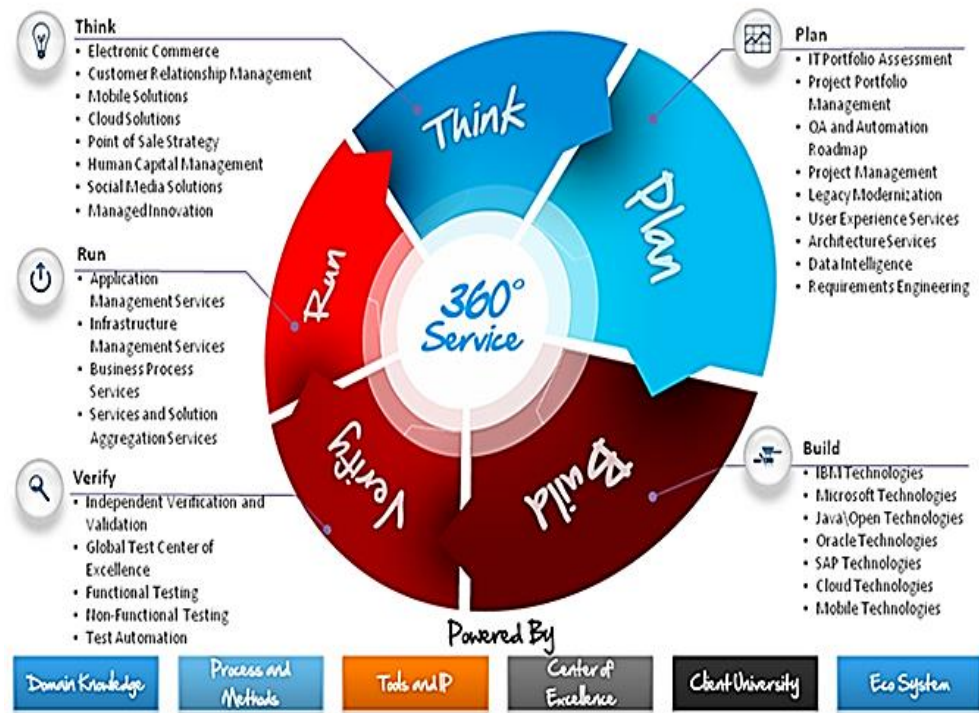 Think
• Electronic Commerce
• Customer Relationship Management
• Mobile Solutions
• Cloud Solutions
• Point of Sale Strategy
• Human Capital Management
• Social Media Solutions
• Managed Innovation
Run
• Application
Management Services
• Infrastructure
Management Services
• Business Process
Services
• Services and Solution
Aggregation Services
Verify
• Independent Verification and
Validation
• Global Test Center of
Excellence
• Functional Testing
• Non-Functional Testing
• Test Automation
Think
Plan
Build
Verify
Run
360°
Service
Plan
• IT Portfolio Assessment
• Project Portfolio
Management
• QA and Automation
Roadmap
• Project Management
• Legacy Modernization
• User Experience Services
• Architecture Services
• Data Intelligence
• Requirements Engineering
Build
• IBM Technologies
• Microsoft Technologies
• Java\Open Technologies
• Oracle Technologies
• SAP Technologies
• Cloud Technologies
• Mobile Technologies
Powered By
Domain Knowledge
Process and
Methods
Tools and IP
Center of
Excellence
Client University
Eco System